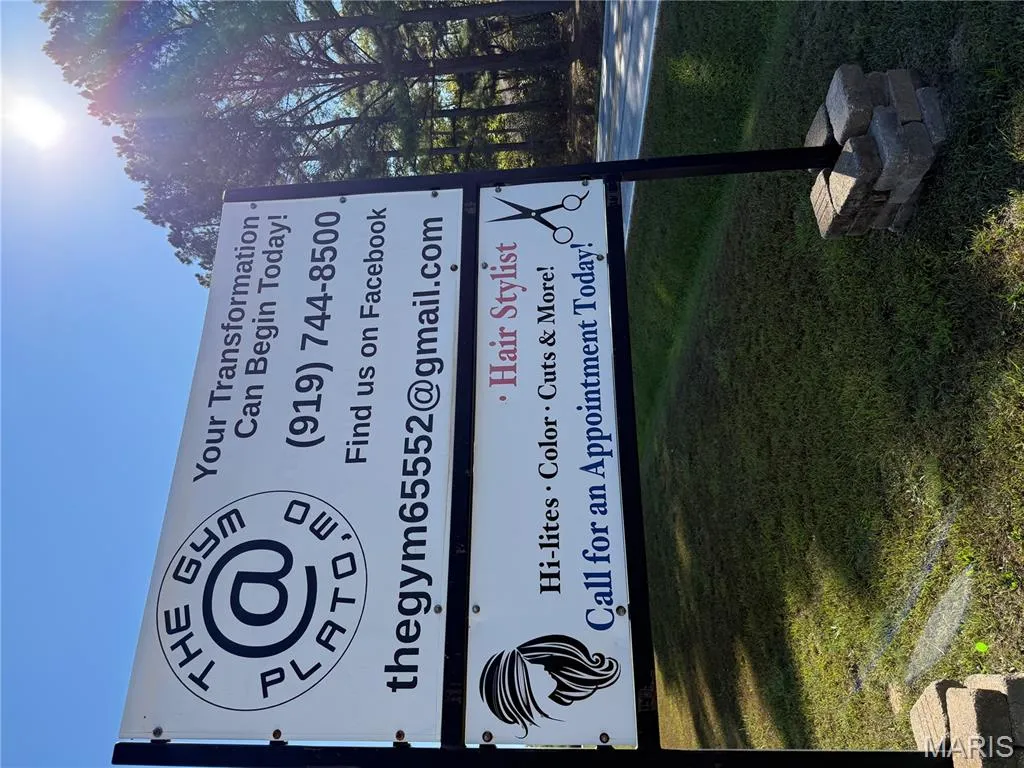 THE GYM
@
PLATO, MO
Your Transformation
Can Begin Today!
(919) 744-8500
Find us on Facebook
thegym65552@gmail.com
· Hair Stylist
Hi-lites · Color · Cuts & More!
Call for an Appointment Today!
MARIS